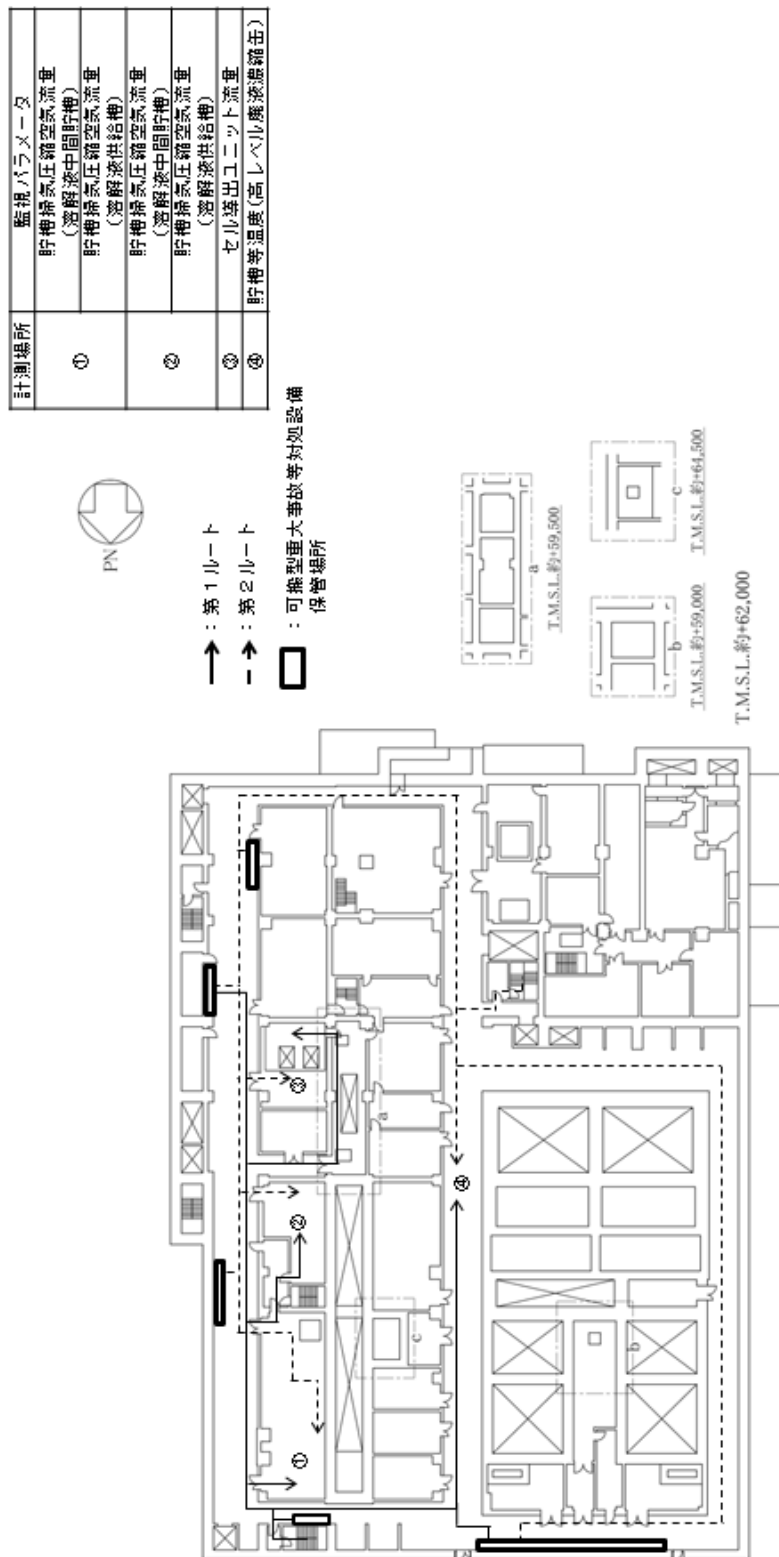 計測場所 監視パラメータ
① 貯槽掃気圧縮空気流量
(溶解液中間貯槽)
貯槽掃気圧縮空気流量
(溶解液供給槽)
② 貯槽掃気圧縮空気流量
(溶解液中間貯槽)
貯槽掃気圧縮空気流量
(溶解液供給槽)
③ セル導出ユニット流量
④ 貯槽等温度(高レベル廃液濃縮缶)
PN
:第1ルート
:第2ルート
:可搬型重大事故等対処設備
保管場所
a
T.M.S.L.約+59,500
b
T.M.S.L.約+59,000
c
T.M.S.L.約+64,500
T.M.S.L.約+62,000
①
②
③
④
a
b
c